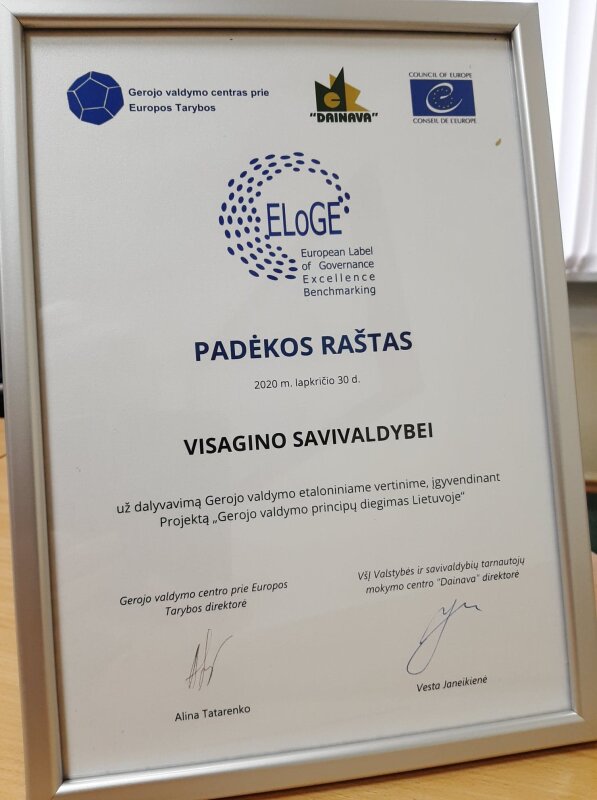 Gerojo valdymo centras prie
Europos Tarybos
"DAINAVA"
COUNCIL OF EUROPE
CONSEIL DE L'EUROPE
ELoGE
European Label
of Governance
Excellence
Benchmarking
PADĖKOS RAŠTAS
2020 m. lapkričio 30 d.
VISAGINO SAVIVALDYBEI
už dalyvavimą Gerojo valdymo etaloniniame vertinime, įgyvendinant
Projektą „Gerojo valdymo principų diegimas Lietuvoje“
Gerojo valdymo centro prie Europos
Tarybos direktorė
Alina Tatarenko
VšĮ Valstybės ir savivaldybių tarnautojų
mokymo centro "Dainava" direktorė
Vesta Janeikienė